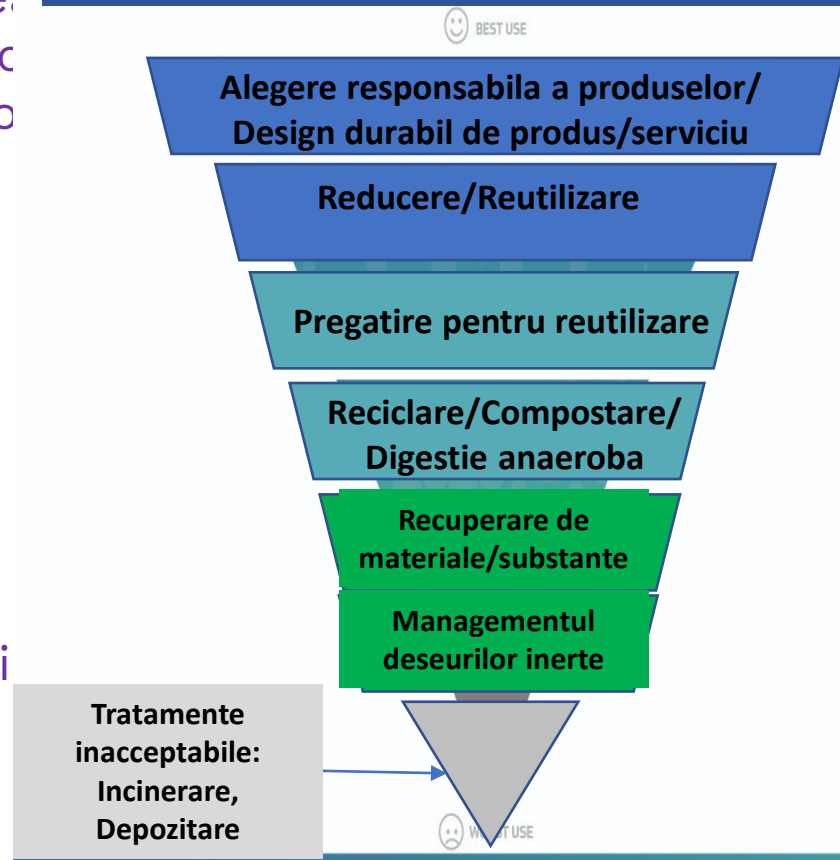 BEST USE
Alegere responsabila a produselor/
Design durabil de produs/serviciu
Reducere/Reutilizare
Pregatire pentru reutilizare
Reciclare/Compostare/
Digestie anaeroba
Recuperare de
materiale/substante
Managementul
deseurilor inerte
Tratamente
inacceptabile:
Incinerare,
Depozitare
USE